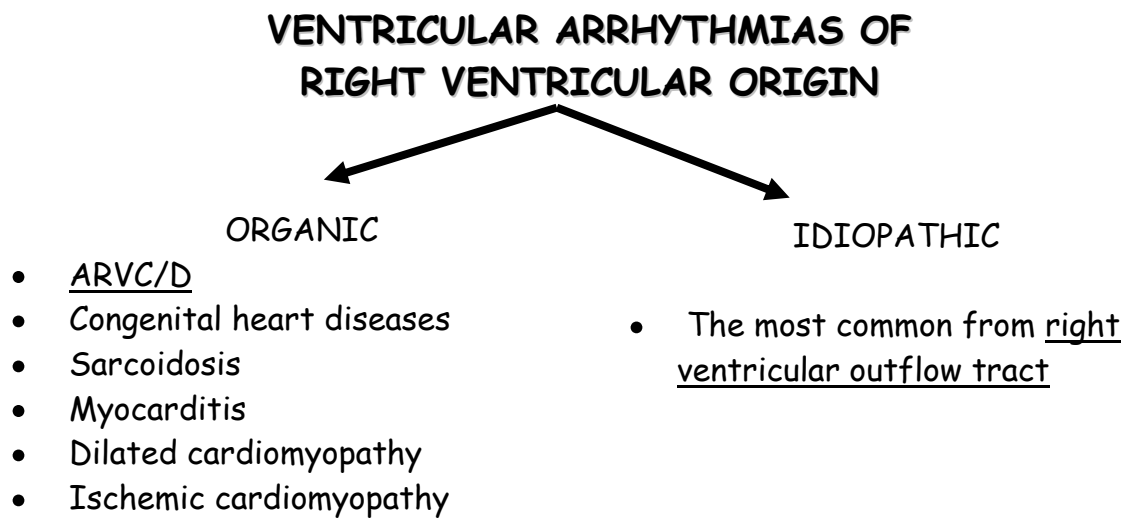 VENTRICULAR ARRHYTHMIAS OF
RIGHT VENTRICULAR ORIGIN
ORGANIC
• ARVC/D
• Congenital heart diseases
• Sarcoidosis
• Myocarditis
• Dilated cardiomyopathy
• Ischemic cardiomyopathy
IDIOPATHIC
• The most common from right
ventricular outflow tract